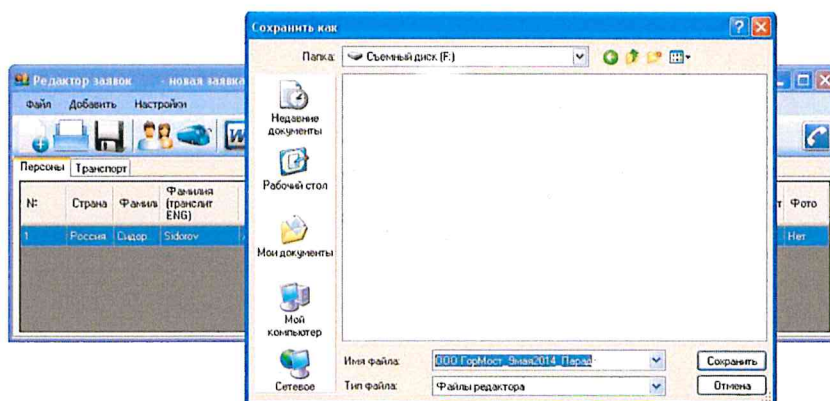 Сохранить как
Папка: Съемный диск (F:)
Редактор заявок - новая заявка
Файл Добавить Настройки
Недавние
документы
Рабочий стол
Мои документы
Мой
компьютер
Сетевое
Персоны Транспорт
№ Страна Фамил Фамилия
(транслит
ENG)
т Фото
1 Россия Сидор Sidorov
Нет
Имя файла: ООО ГорМост_9мая2014_Парад
Сохранить
Тип файла: Файлы редактора
Отмена